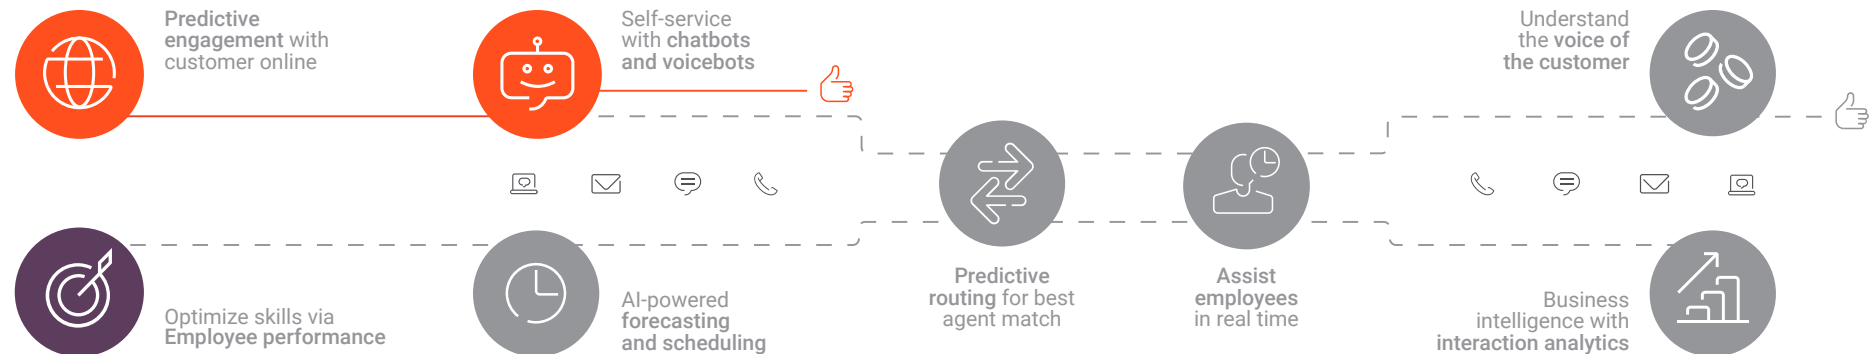 Predictive
engagement with
customer online
Self-service
with chatbots
and voicebots
Understand
the voice of
the customer
Optimize skills via
Employee performance
AI-powered
forecasting
and scheduling
Predictive
routing for best
agent match
Assist
employees
in real time
Business
intelligence with
interaction analytics